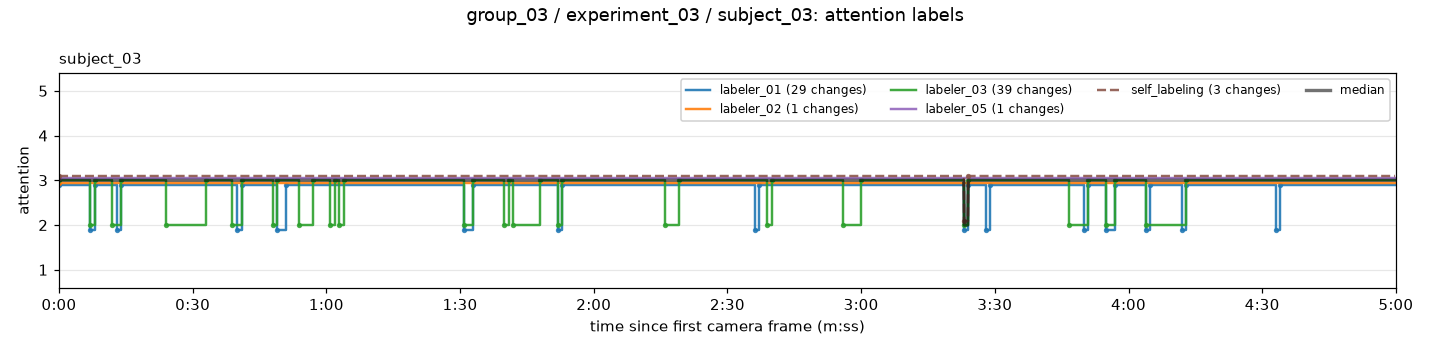 group_03 / experiment_03 / subject_03: attention labels
subject_03
labeler_01 (29 changes)
labeler_02 (1 changes)
labeler_03 (39 changes)
labeler_05 (1 changes)
self_labeling (3 changes)
median
attention
5
4
3
2
1
0:00 0:30 1:00 1:30 2:00 2:30 3:00 3:30 4:00 4:30 5:00
time since first camera frame (m:ss)